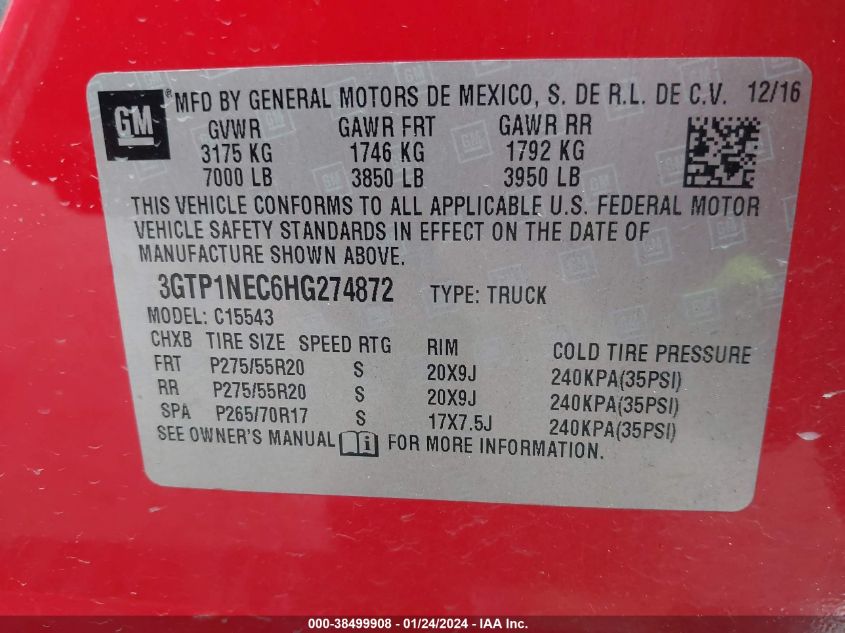 GM ® MFD BY GENERAL MOTORS DE MEXICO, S. DE R.L. DE C.V. 12/16
GVWR GAWR FRT GAWR RR
3175 KG 1746 KG 1792 KG
7000 LB 3850 LB 3950 LB
THIS VEHICLE CONFORMS TO ALL APPLICABLE U.S. FEDERAL MOTOR
VEHICLE SAFETY STANDARDS IN EFFECT ON THE DATE OF
MANUFACTURE SHOWN ABOVE.
3GTP1NEC6HG274872 TYPE: TRUCK
MODEL: C15543
CHXB TIRE SIZE SPEED RTG RIM COLD TIRE PRESSURE
FRT P275/55R20 S 20X9J 240KPA(35PSI)
RR P275/55R20 S 20X9J 240KPA(35PSI)
SPA P265/70R17 S 17X7.5J 240KPA(35PSI)
SEE OWNER'S MANUAL i FOR MORE INFORMATION.
000-38499908 - 01/24/2024 - IAA Inc.